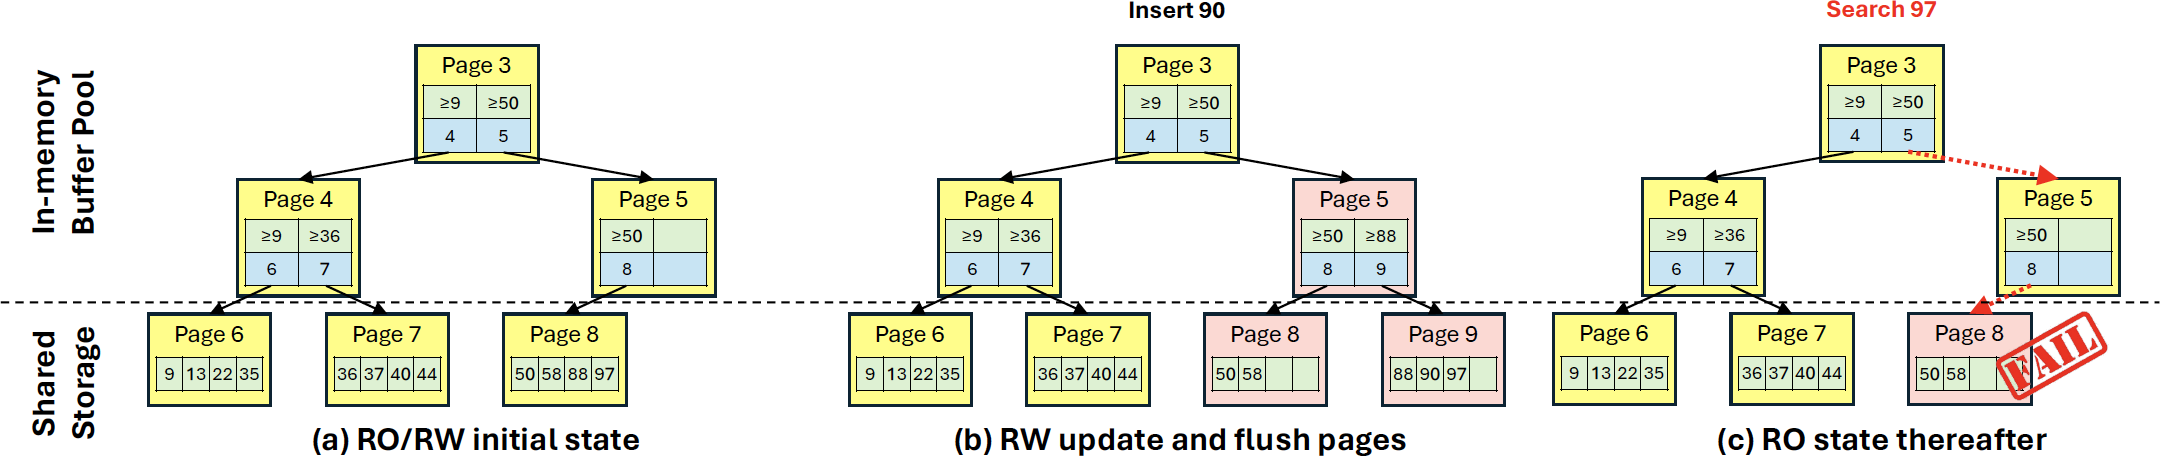 Insert 90
Search 97
In-memory
Buffer Pool
Shared
Storage
Page 3
≥9 ≥50
4 5
Page 4
≥9 ≥36
6 7
Page 5
≥50
8
Page 6
9 13 22 35
Page 7
36 37 40 44
Page 8
50 58 88 97
(a) RO/RW initial state
Page 3
≥9 ≥50
4 5
Page 4
≥9 ≥36
6 7
Page 5
≥50 ≥88
8 9
Page 6
9 13 22 35
Page 7
36 37 40 44
Page 8
50 58
Page 9
88 90 97
(b) RW update and flush pages
Page 3
≥9 ≥50
4 5
Page 4
≥9 ≥36
6 7
Page 5
≥50
8
Page 6
9 13 22 35
Page 7
36 37 40 44
Page 8
50 58
FAIL
(c) RO state thereafter